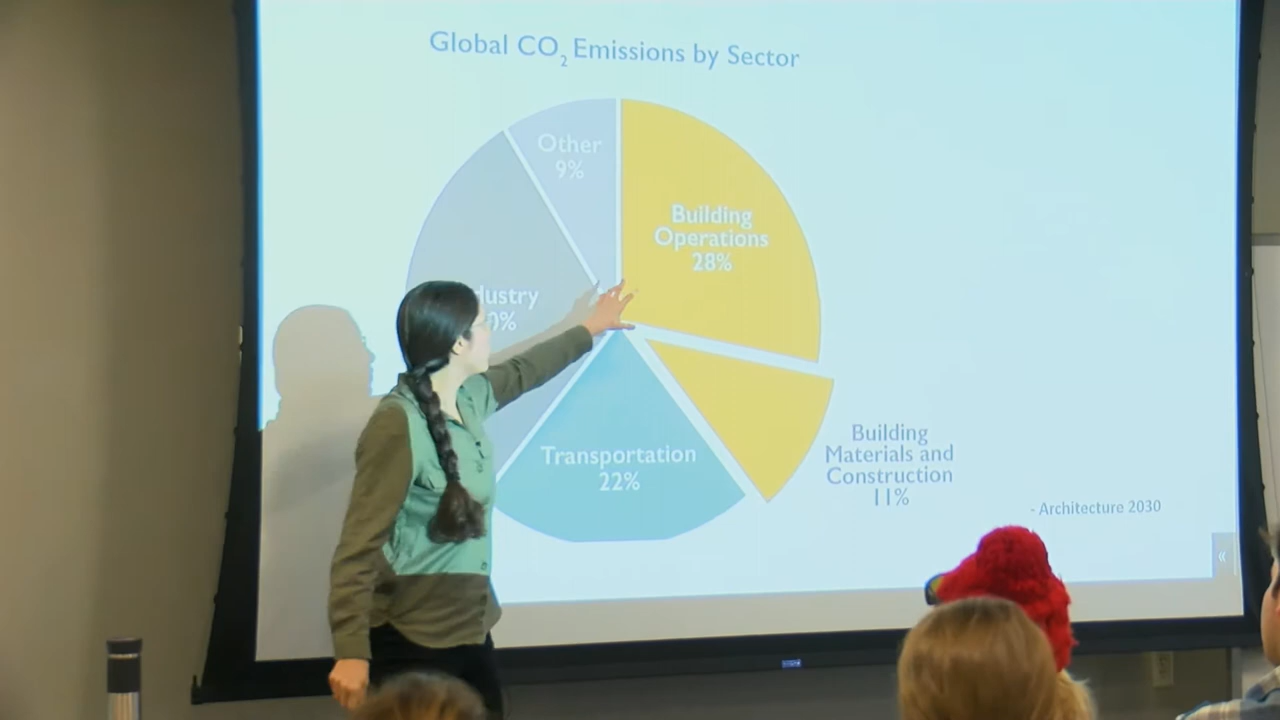 Global CO₂ Emissions by Sector
Other
9%
Building
Operations
28%
dustry
0%
Transportation
22%
Building
Materials and
Construction
11%
- Architecture 2030
«